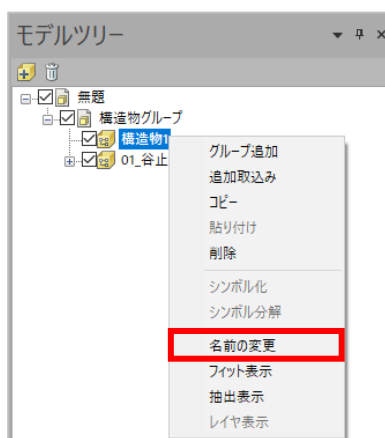 モデルツリー
無題
構造物グループ
構造物1
01_谷止
グループ追加
追加取込み
コピー
貼り付け
削除
シンボル化
シンボル分解
名前の変更
フィット表示
抽出表示
レイヤ表示